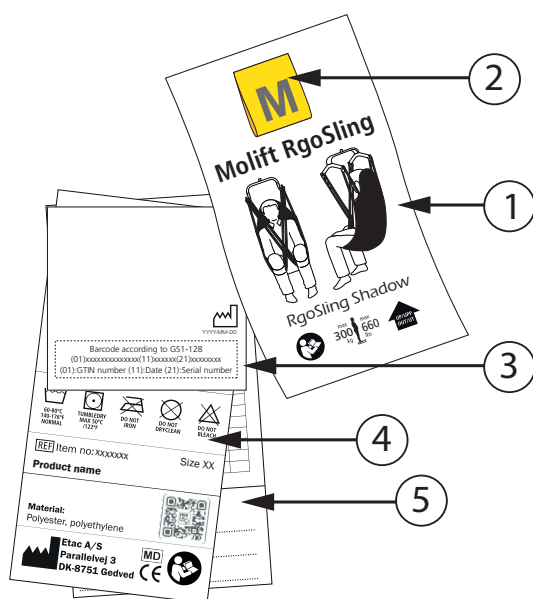 2
M
Molift RgoSling
1
RgoSling Shadow
max
300
kg
max
660
lbs
UP/OPP
OUT/UT
YYYY-MM-DD
Barcode according to GS1-128
(01)xxxxxxxxxxxxxx(11)xxxxxx(21)xxxxxxxx
(01):GTIN number (11):Date (21):Serial number
3
60-80°C
140-176°F
NORMAL
TUMBLEDRY
MAX 50°C
/122°F
DO NOT
IRON
DO NOT
DRYCLEAN
DO NOT
BLEACH
4
REF Item no: xxxxxxx
Size XX
Product name
5
Material:
Polyester, polyethylene
Etac A/S
Parallelvej 3
DK-8751 Gedved
MD
CE